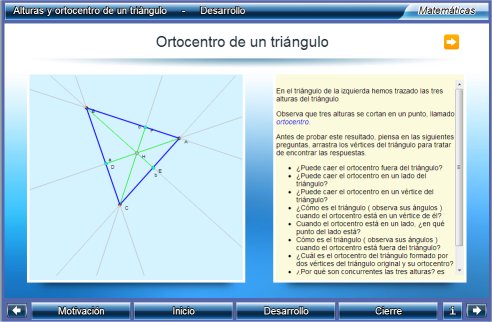 Alturas y ortocentro de un triángulo - Desarrollo
Matemáticas
Ortocentro de un triángulo
A
H
D
E
b
C
En el triángulo de la izquierda hemos trazado las tres
alturas del triángulo
Observa que tres alturas se cortan en un punto, llamado
ortocentro.
Antes de probar este resultado, piensa en las siguientes
preguntas, arrastra los vértices del triángulo para tratar
de encontrar las respuestas.
• ¿Puede caer el ortocentro fuera del triángulo?
• ¿Puede caer el ortocentro en un lado del
triángulo?
• ¿Puede caer el ortocentro en un vértice del
triángulo?
• ¿Cómo es el triángulo ( observa sus ángulos )
cuando el ortocentro está en un vértice de él?
• Cuando el ortocentro está en un lado, ¿en qué
punto del lado está?
• Cómo es el triángulo ( observa sus ángulos )
cuando el ortocentro está fuera del triángulo?
• ¿Cuál es el ortocentro del triángulo formado por
dos vértices del triángulo original y su ortocentro?
• ¿Por qué son concurrentes las tres alturas? es
Motivación
Inicio
Desarrollo
Cierre
i